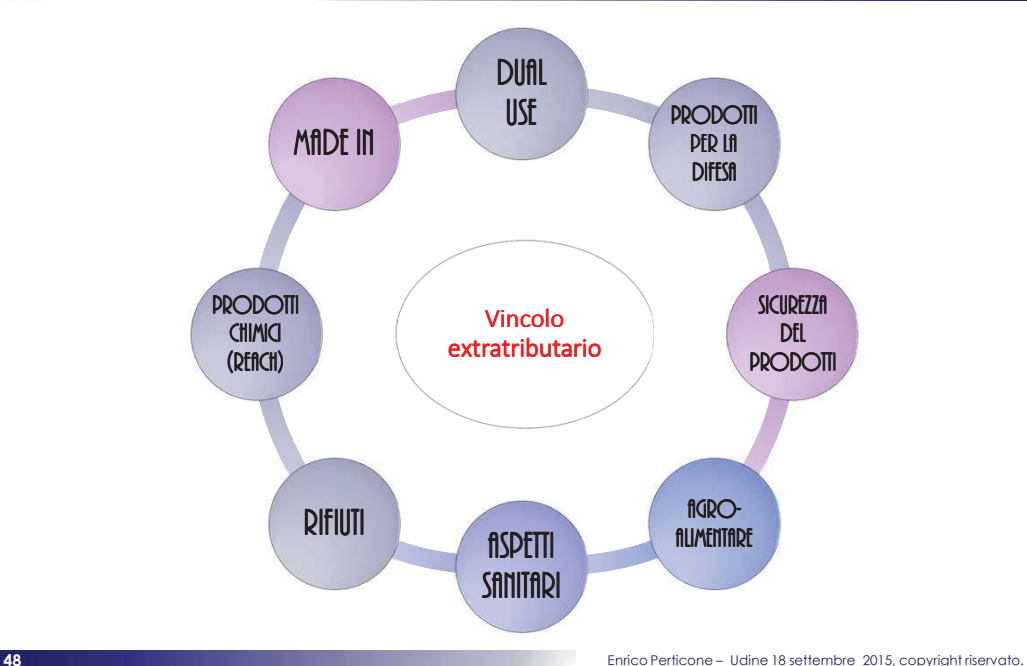 DUAL
USE
PRODOTTI
PER LA
DIFESA
SICUREZZA
DEL
PRODOTTI
AGRO-
ALIMENTARE
ASPETTI
SANITARI
RIFIUTI
PRODOTTI
CHIMICI
(REACH)
MADE IN
Vincolo
extratributario
48
Enrico Perticone – Udine 18 settembre 2015, copyright riservato.